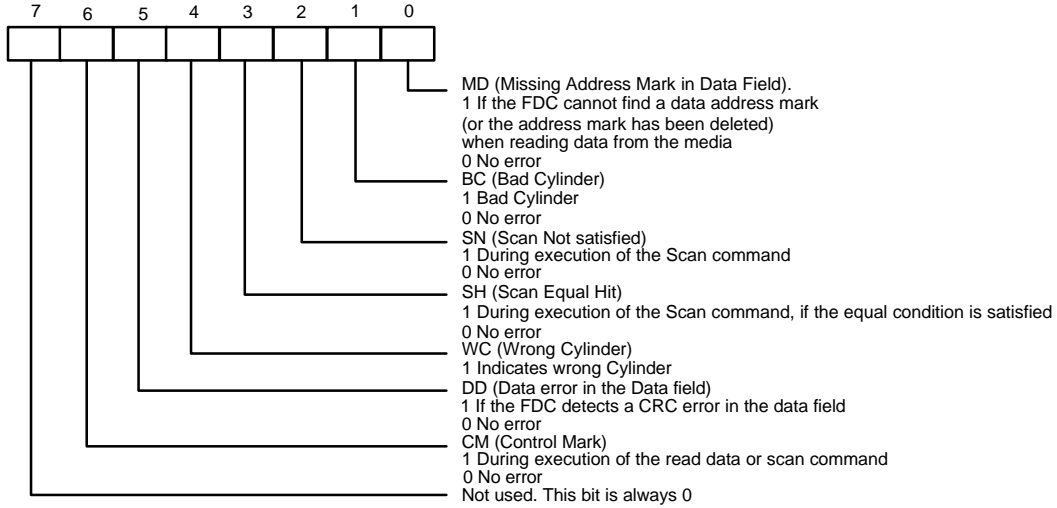 7 6 5 4 3 2 1 0
MD (Missing Address Mark in Data Field).
1 If the FDC cannot find a data address mark
(or the address mark has been deleted)
when reading data from the media
0 No error
BC (Bad Cylinder)
1 Bad Cylinder
0 No error
SN (Scan Not satisfied)
1 During execution of the Scan command
0 No error
SH (Scan Equal Hit)
1 During execution of the Scan command, if the equal condition is satisfied
0 No error
WC (Wrong Cylinder)
1 Indicates wrong Cylinder
DD (Data error in the Data field)
1 If the FDC detects a CRC error in the data field
0 No error
CM (Control Mark)
1 During execution of the read data or scan command
0 No error
Not used. This bit is always 0